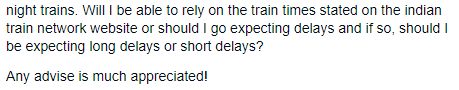 night trains. Will I be able to rely on the train times stated on the indian
train network website or should I go expecting delays and if so, should I
be expecting long delays or short delays?
Any advise is much appreciated!